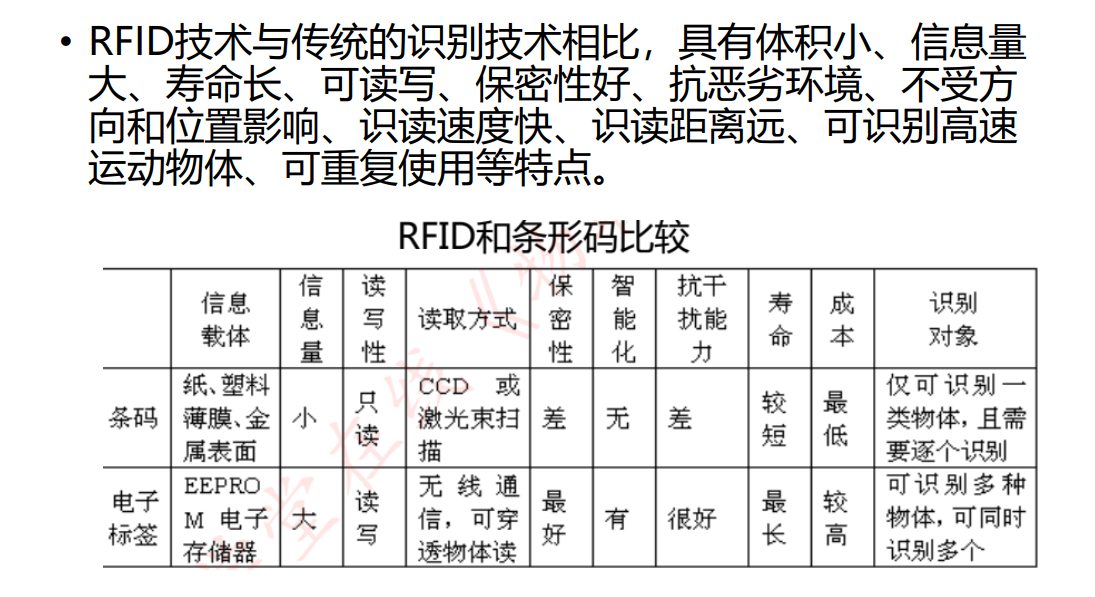 • RFID技术与传统的识别技术相比，具有体积小、信息量
大、寿命长、可读写、保密性好、抗恶劣环境、不受方
向和位置影响、识读速度快、识读距离远、可识别高速
运动物体、可重复使用等特点。
RFID和条形码比较
信息载体 信息量 读写性 读取方式 保密性 智能化 抗干扰能力 寿命 成本 识别对象
条码 纸、塑料薄膜、金属表面 小 只读 CCD 或激光束扫描 差 无 差 较短 最低 仅可识别一类物体，且需要逐个识别
电子标签 EEPROM 电子存储器 大 读写 无线通信，可穿透物体读 最好 有 很好 最长 较高 可识别多种物体，可同时识别多个
堂在线《物